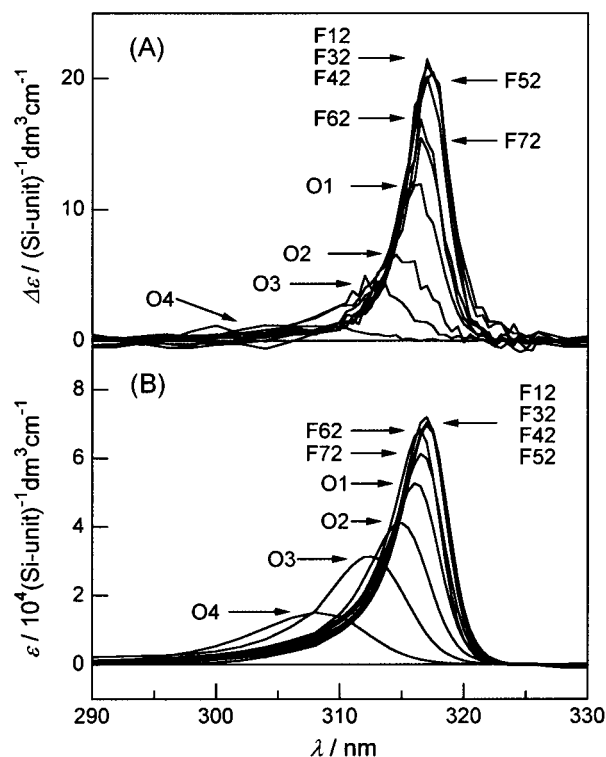 (A)
F12
F32
F42
F52
F62
F72
O1
O2
O3
O4
20
10
0
Δε / (Si-unit)⁻¹dm³cm⁻¹
(B)
F12
F32
F42
F52
F62
F72
O1
O2
O3
O4
8
6
4
2
0
ε / 10⁴(Si-unit)⁻¹dm³cm⁻¹
290 300 310 320 330
λ / nm